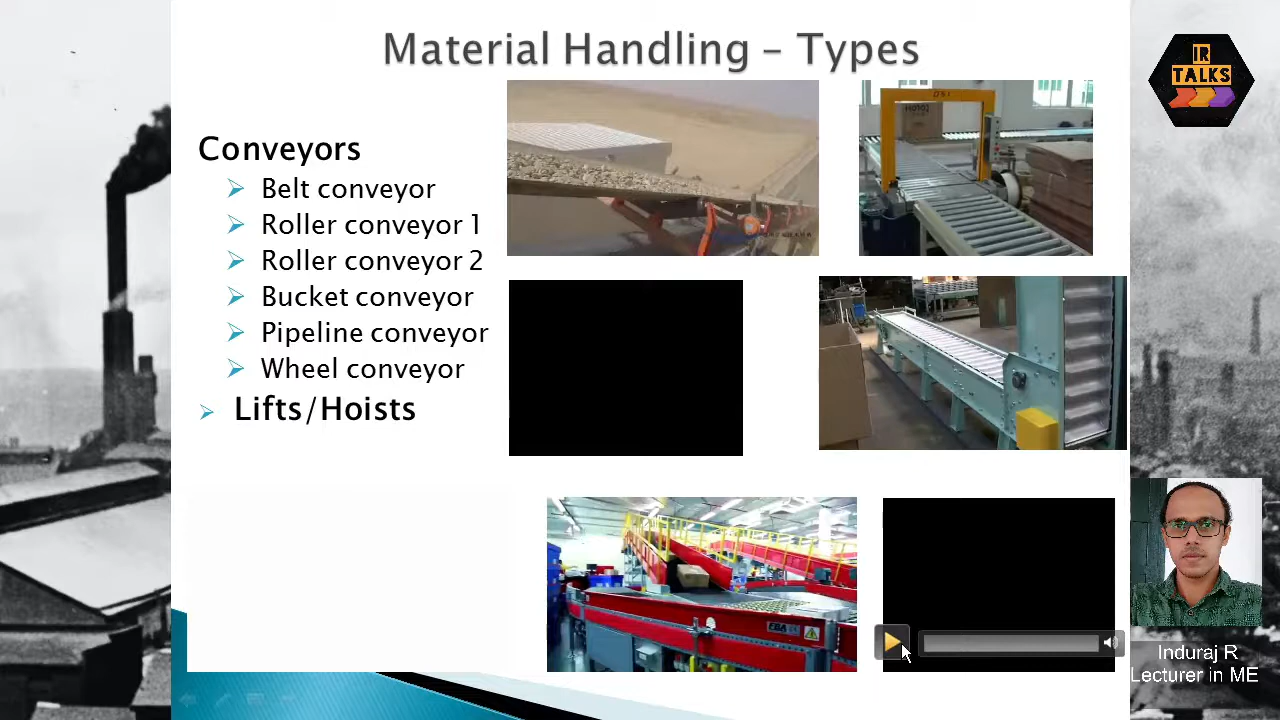 Material Handling – Types
IR
TALKS
Conveyors
Belt conveyor
Roller conveyor 1
Roller conveyor 2
Bucket conveyor
Pipeline conveyor
Wheel conveyor
Lifts/Hoists
Induraj R
Lecturer in ME